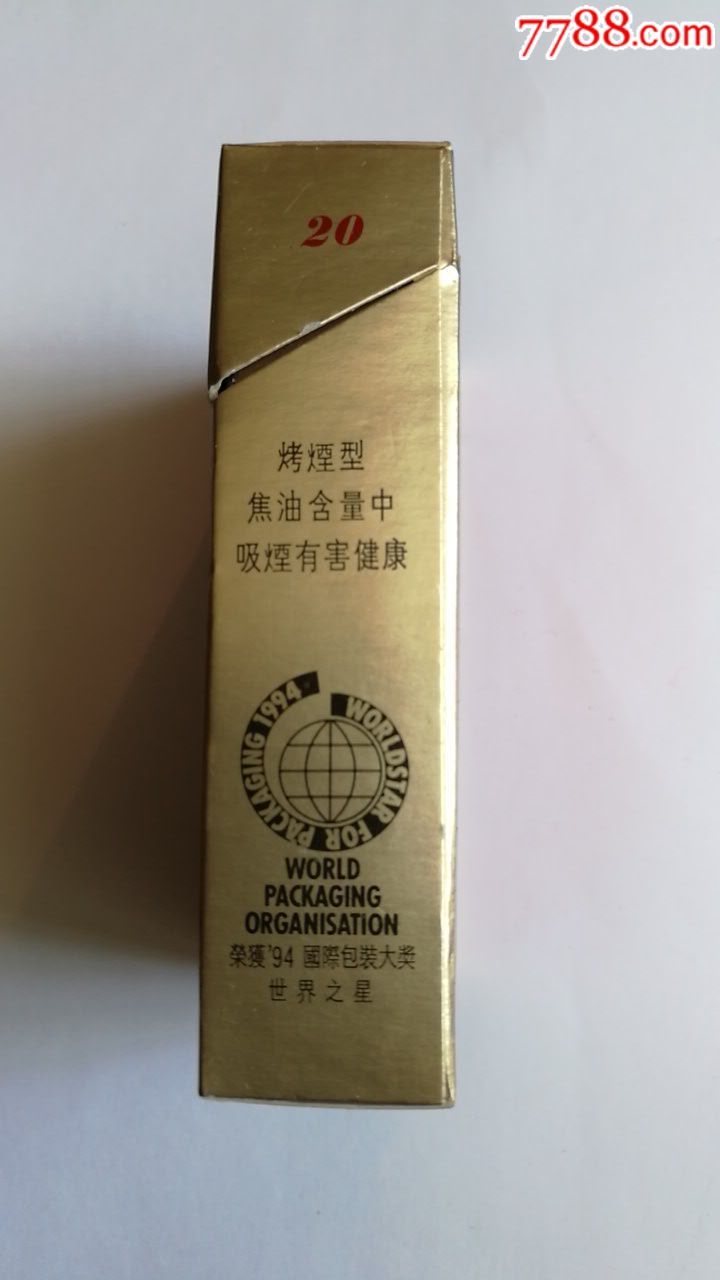 7788.com
20
烤煙型
焦油含量中
吸煙有害健康
WORLDSTAR FOR PACKAGING 1994
WORLD
PACKAGING
ORGANISATION
榮獲'94 國際包裝大奖
世界之星